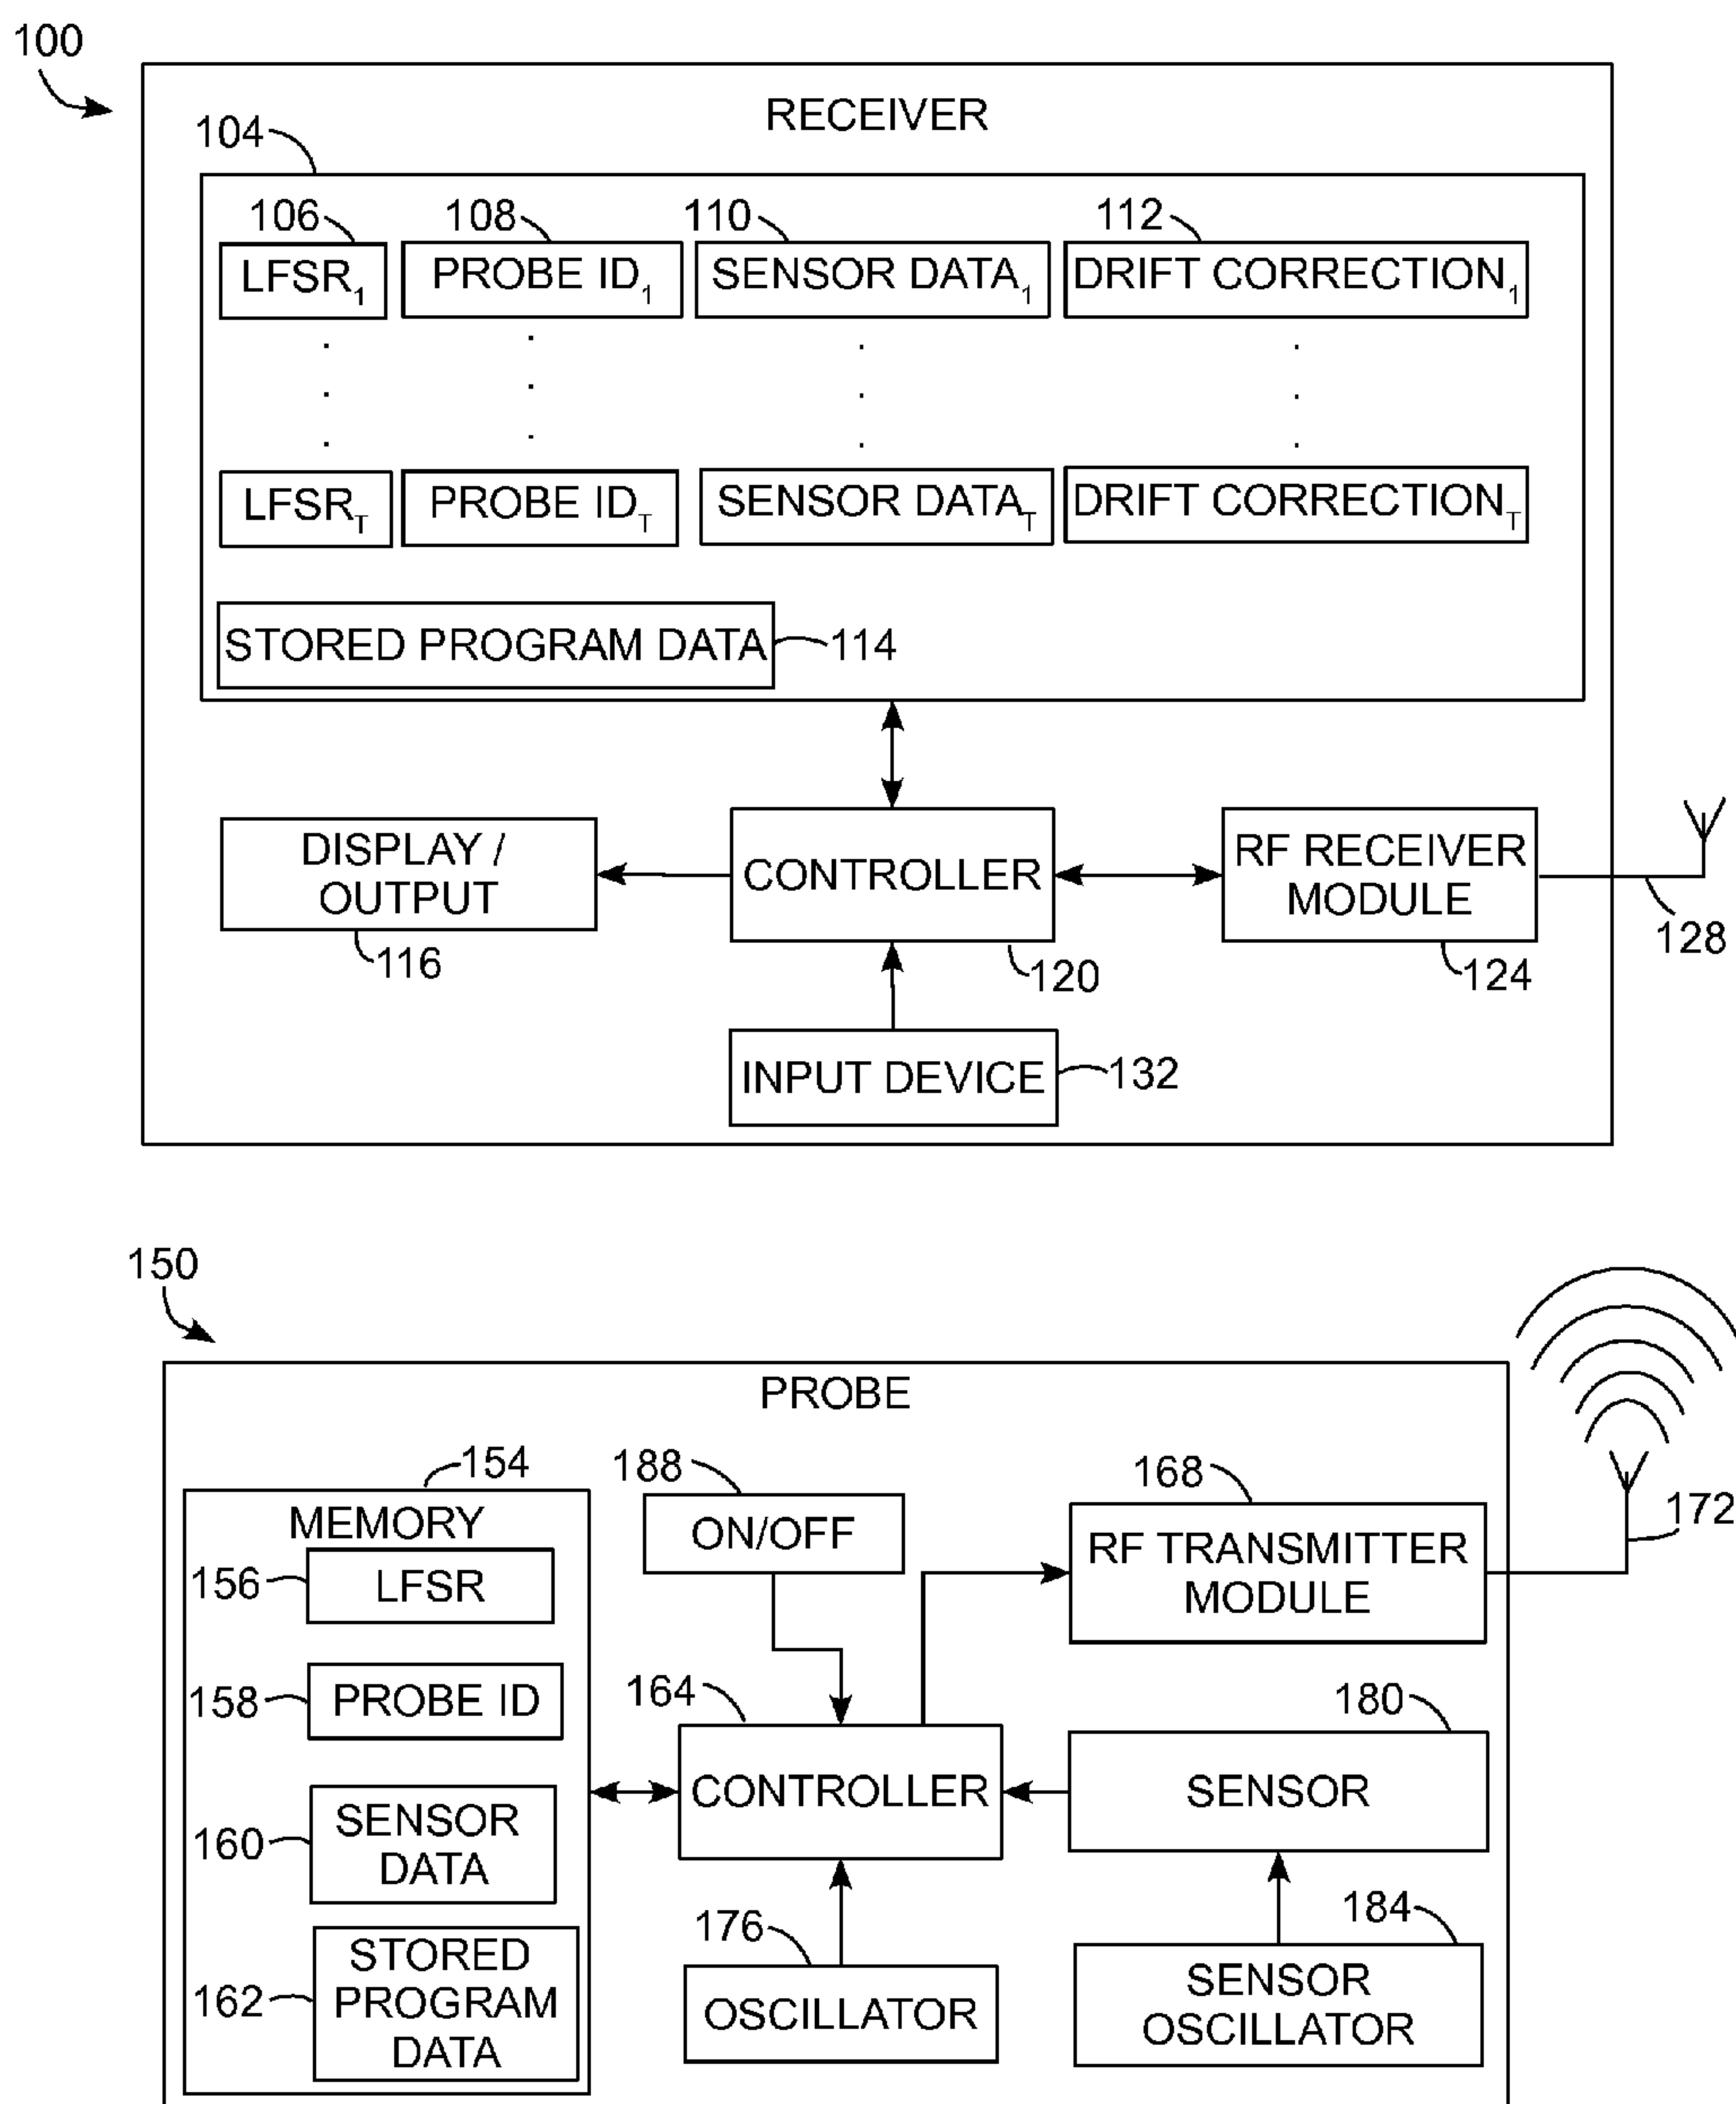 100
RECEIVER
104
106 108 110 112
LFSR1 PROBE ID1 SENSOR DATA1 DRIFT CORRECTION1
LFSRT PROBE IDT SENSOR DATAT DRIFT CORRECTIONT
STORED PROGRAM DATA 114
DISPLAY /
OUTPUT
116
CONTROLLER
120
RF RECEIVER
MODULE
124
128
INPUT DEVICE 132
150
PROBE
154
MEMORY
156 LFSR
158 PROBE ID
160 SENSOR
DATA
162 STORED
PROGRAM
DATA
188
ON/OFF
168
RF TRANSMITTER
MODULE
172
164
CONTROLLER
180
SENSOR
176
OSCILLATOR
184
SENSOR
OSCILLATOR